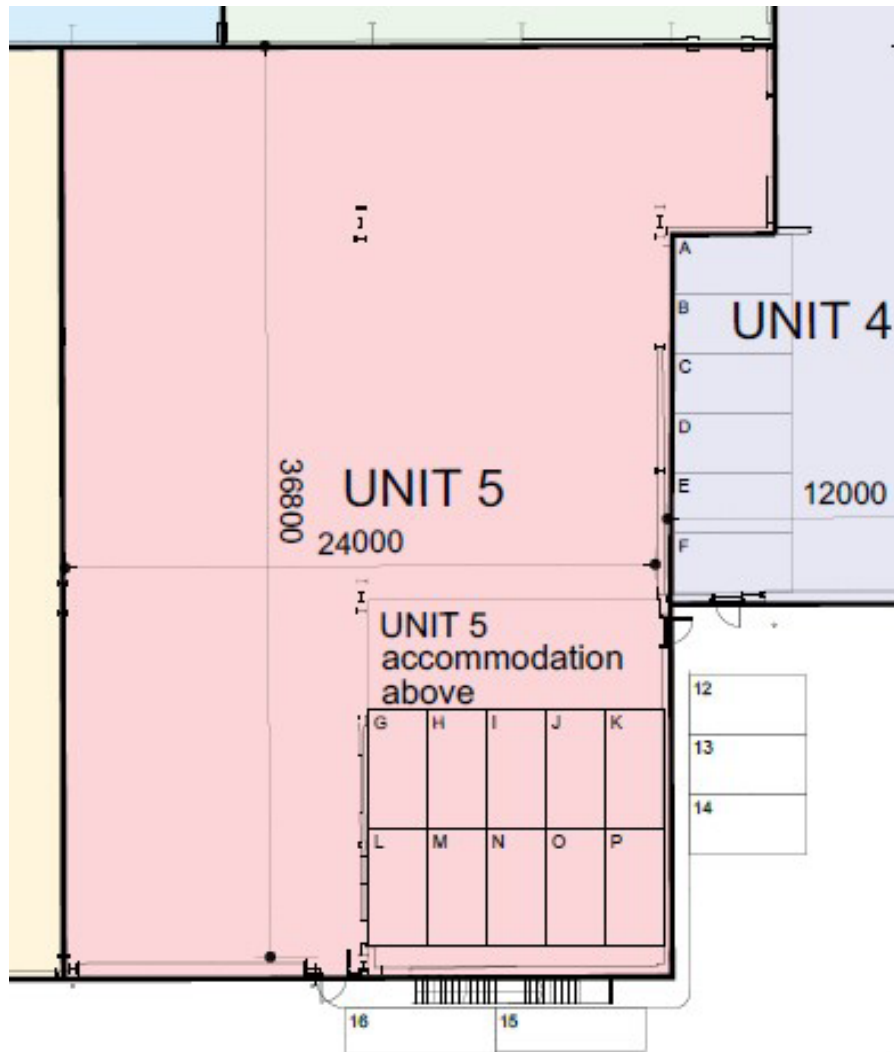 A
B
UNIT 4
C
D
E
12000
F
36800
UNIT 5
24000
UNIT 5
accommodation
above
G H I J K
L M N O P
12
13
14
16 15